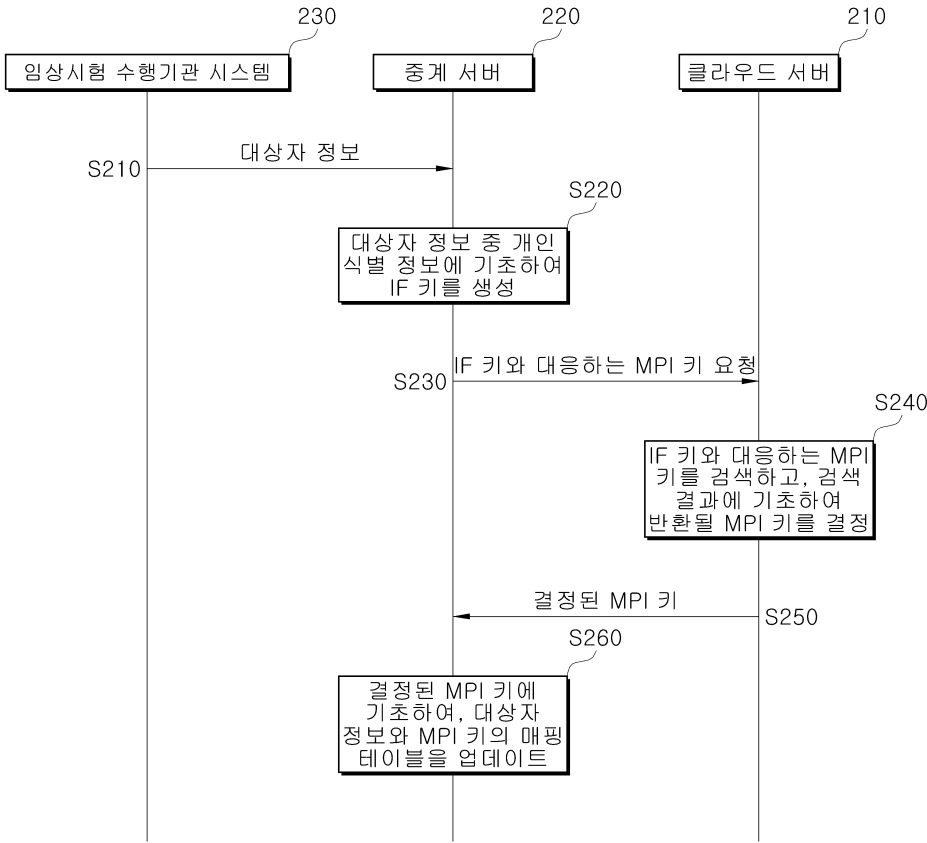 230
220
210
임상시험 수행기관 시스템
중계 서버
클라우드 서버
대상자 정보
S210
S220
대상자 정보 중 개인
식별 정보에 기초하여
IF 키를 생성
IF 키와 대응하는 MPI 키 요청
S230
S240
IF 키와 대응하는 MPI
키를 검색하고, 검색
결과에 기초하여
반환될 MPI 키를 결정
결정된 MPI 키
S250
S260
결정된 MPI 키에
기초하여, 대상자
정보와 MPI 키의 매핑
테이블을 업데이트